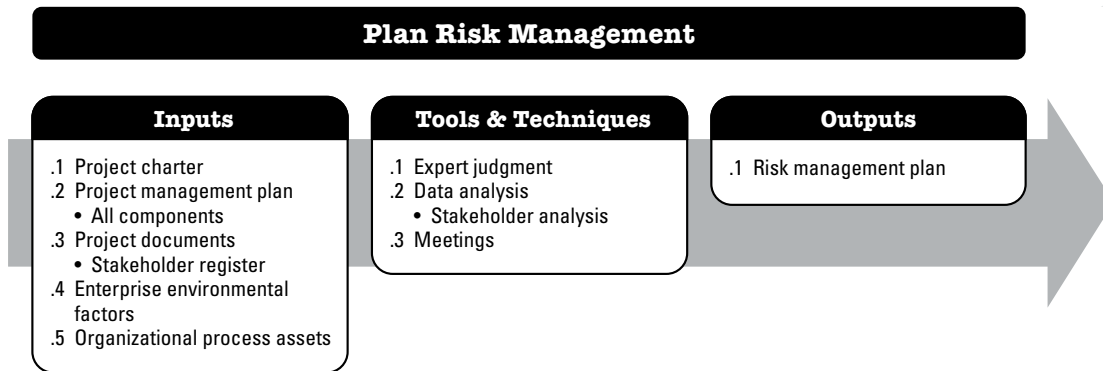 Plan Risk Management
Inputs
.1 Project charter
.2 Project management plan
• All components
.3 Project documents
• Stakeholder register
.4 Enterprise environmental
factors
.5 Organizational process assets
Tools & Techniques
.1 Expert judgment
.2 Data analysis
• Stakeholder analysis
.3 Meetings
Outputs
.1 Risk management plan